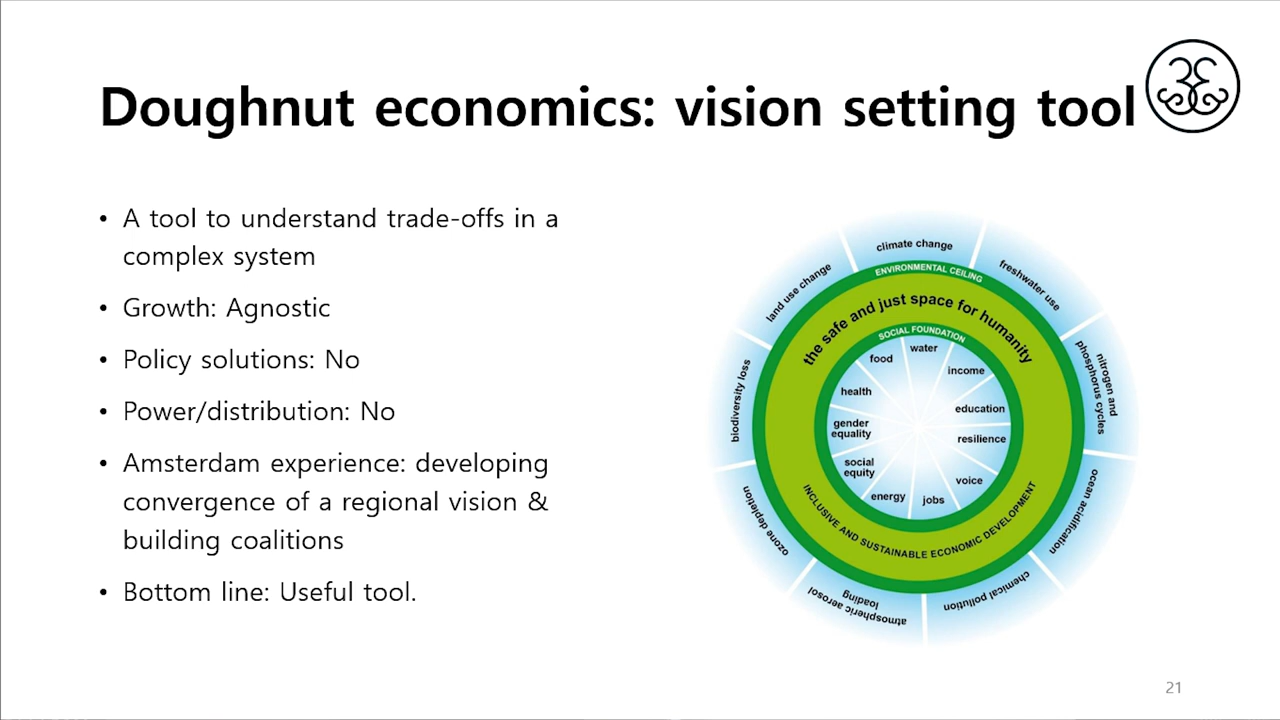 Doughnut economics: vision setting tool
• A tool to understand trade-offs in a
complex system
• Growth: Agnostic
• Policy solutions: No
• Power/distribution: No
• Amsterdam experience: developing
convergence of a regional vision &
building coalitions
• Bottom line: Useful tool.
climate change
freshwater use
nitrogen and
phosphorus cycles
ocean acidification
chemical pollution
atmospheric aerosol
loading
ozone depletion
biodiversity loss
land use change
ENVIRONMENTAL CEILING
the safe and just space for humanity
SOCIAL FOUNDATION
water
income
education
resilience
voice
jobs
energy
social
equity
gender
equality
health
food
INCLUSIVE AND SUSTAINABLE ECONOMIC DEVELOPMENT
21